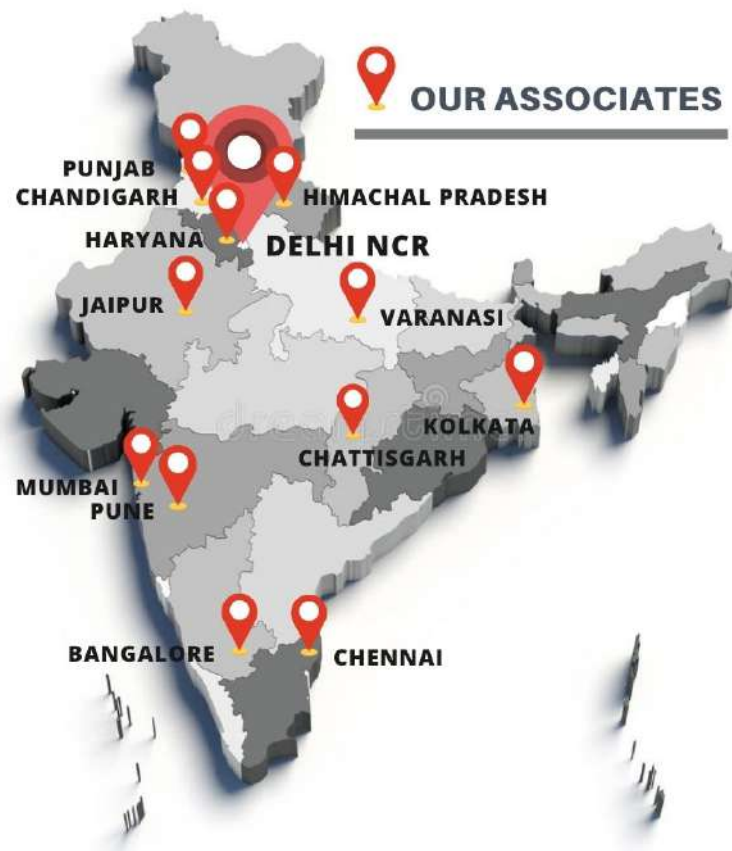 OUR ASSOCIATES
PUNJAB
CHANDIGARH
HIMACHAL PRADESH
HARYANA
DELHI NCR
JAIPUR
VARANASI
KOLKATA
CHATTISGARH
MUMBAI
PUNE
BANGALORE
CHENNAI